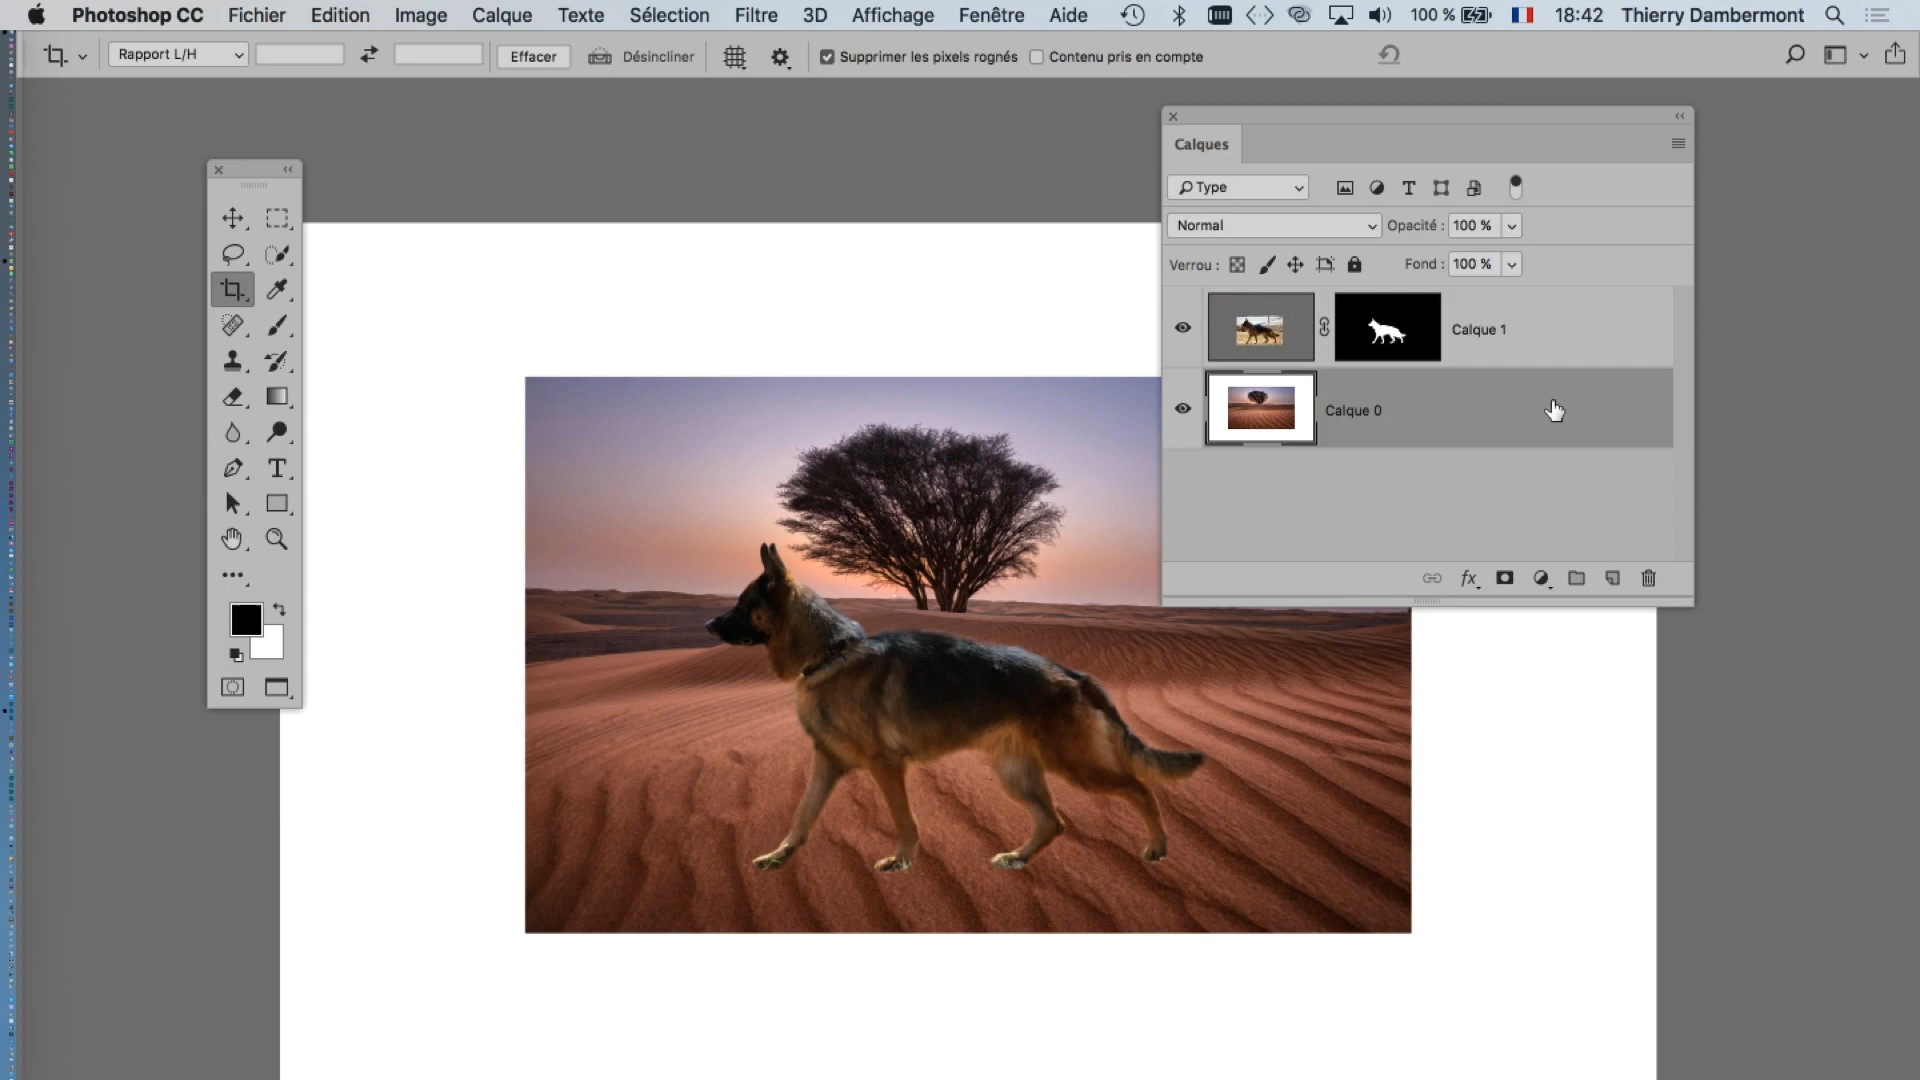 Photoshop CC Fichier Edition Image Calque Texte Sélection Filtre 3D Affichage Fenêtre Aide 100 % 18:42 Thierry Dambermont
Rapport L/H Effacer Désincliner Supprimer les pixels rognés Contenu pris en compte
Calques
Type
Normal Opacité : 100 %
Verrou : Fond : 100 %
Calque 1
Calque 0
fx